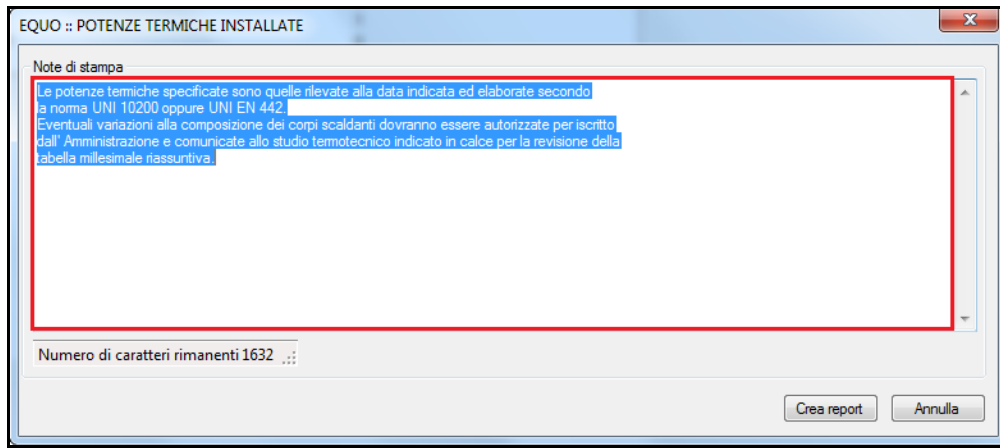 EQUO :: POTENZE TERMICHE INSTALLATE
Note di stampa
Le potenze termiche specificate sono quelle rilevate alla data indicata ed elaborate secondo
la norma UNI 10200 oppure UNI EN 442.
Eventuali variazioni alla composizione dei corpi scaldanti dovranno essere autorizzate per iscritto
dall' Amministrazione e comunicate allo studio termotecnico indicato in calce per la revisione della
tabella millesimale riassuntiva.
Numero di caratteri rimanenti 1632
Crea report Annulla